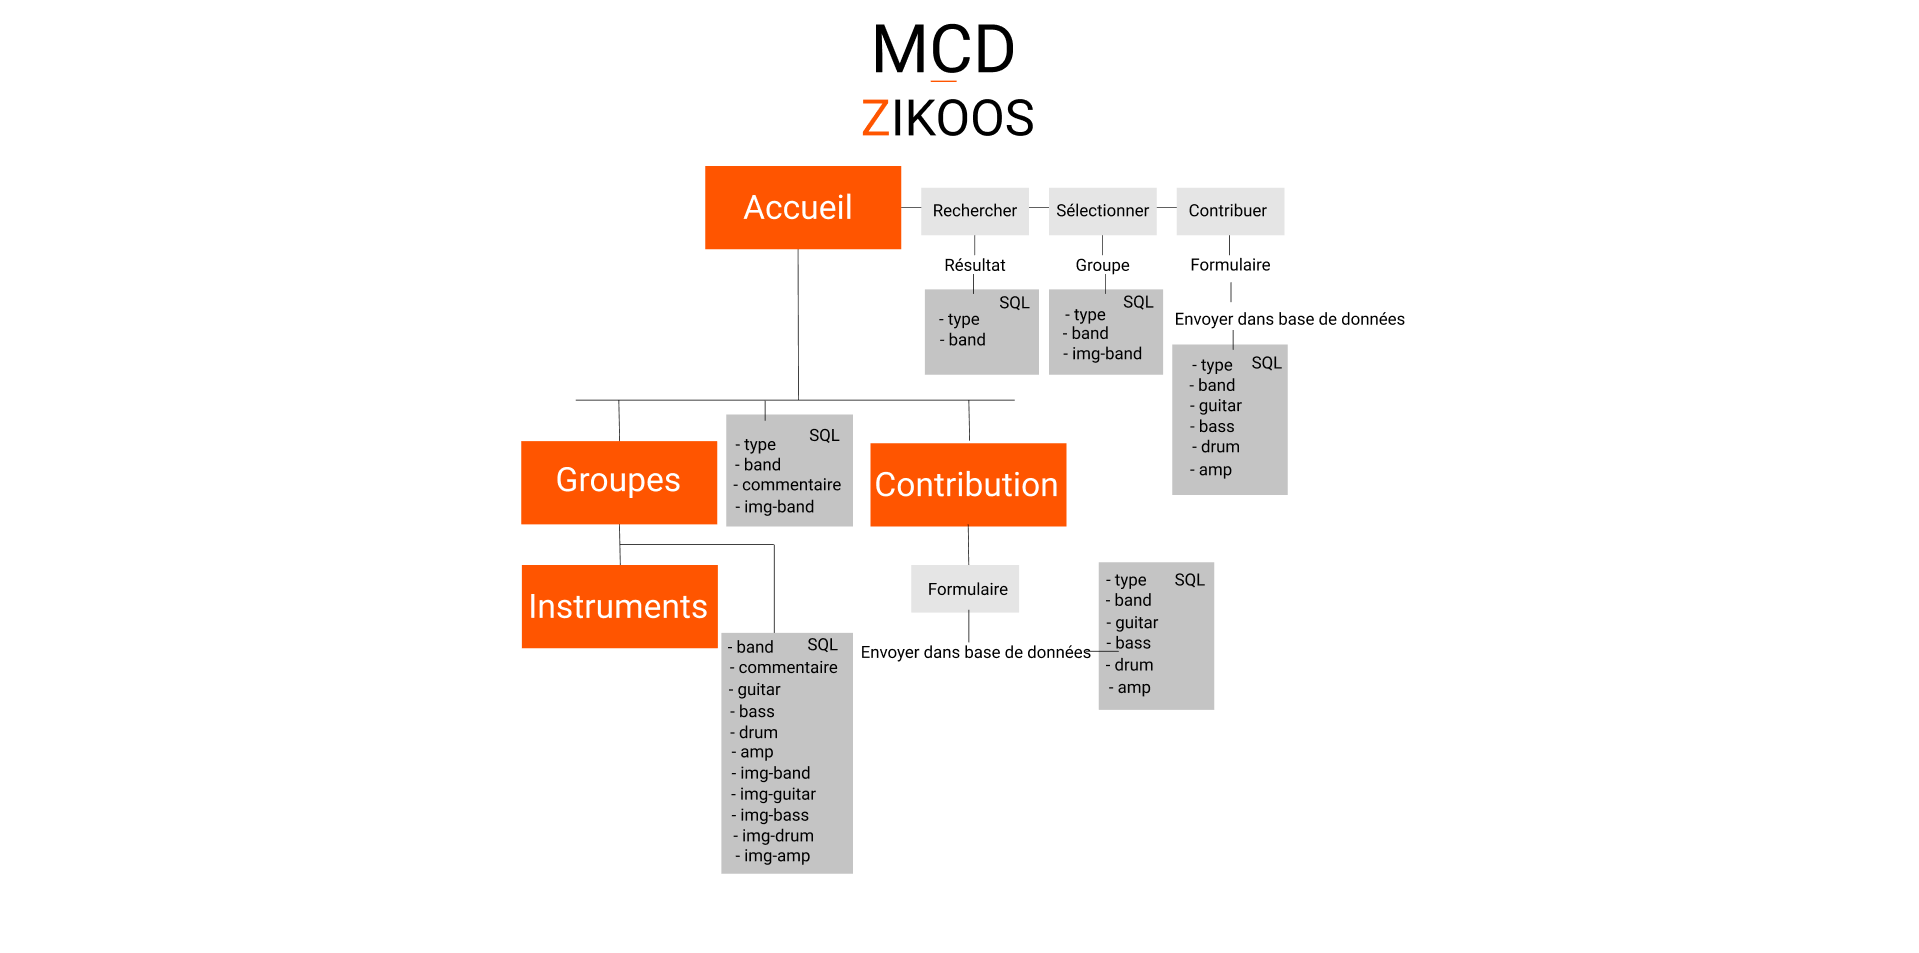 MCD
ZIKOOS
Accueil
Rechercher
Sélectionner
Contribuer
Résultat
Groupe
Formulaire
SQL
- type
- band
SQL
- type
- band
- img-band
Envoyer dans base de données
SQL
- type
- band
- guitar
- bass
- drum
- amp
Groupes
SQL
- type
- band
- commentaire
- img-band
Contribution
Instruments
SQL
- band
- commentaire
- guitar
- bass
- drum
- amp
- img-band
- img-guitar
- img-bass
- img-drum
- img-amp
Formulaire
Envoyer dans base de données
- type SQL
- band
- guitar
- bass
- drum
- amp